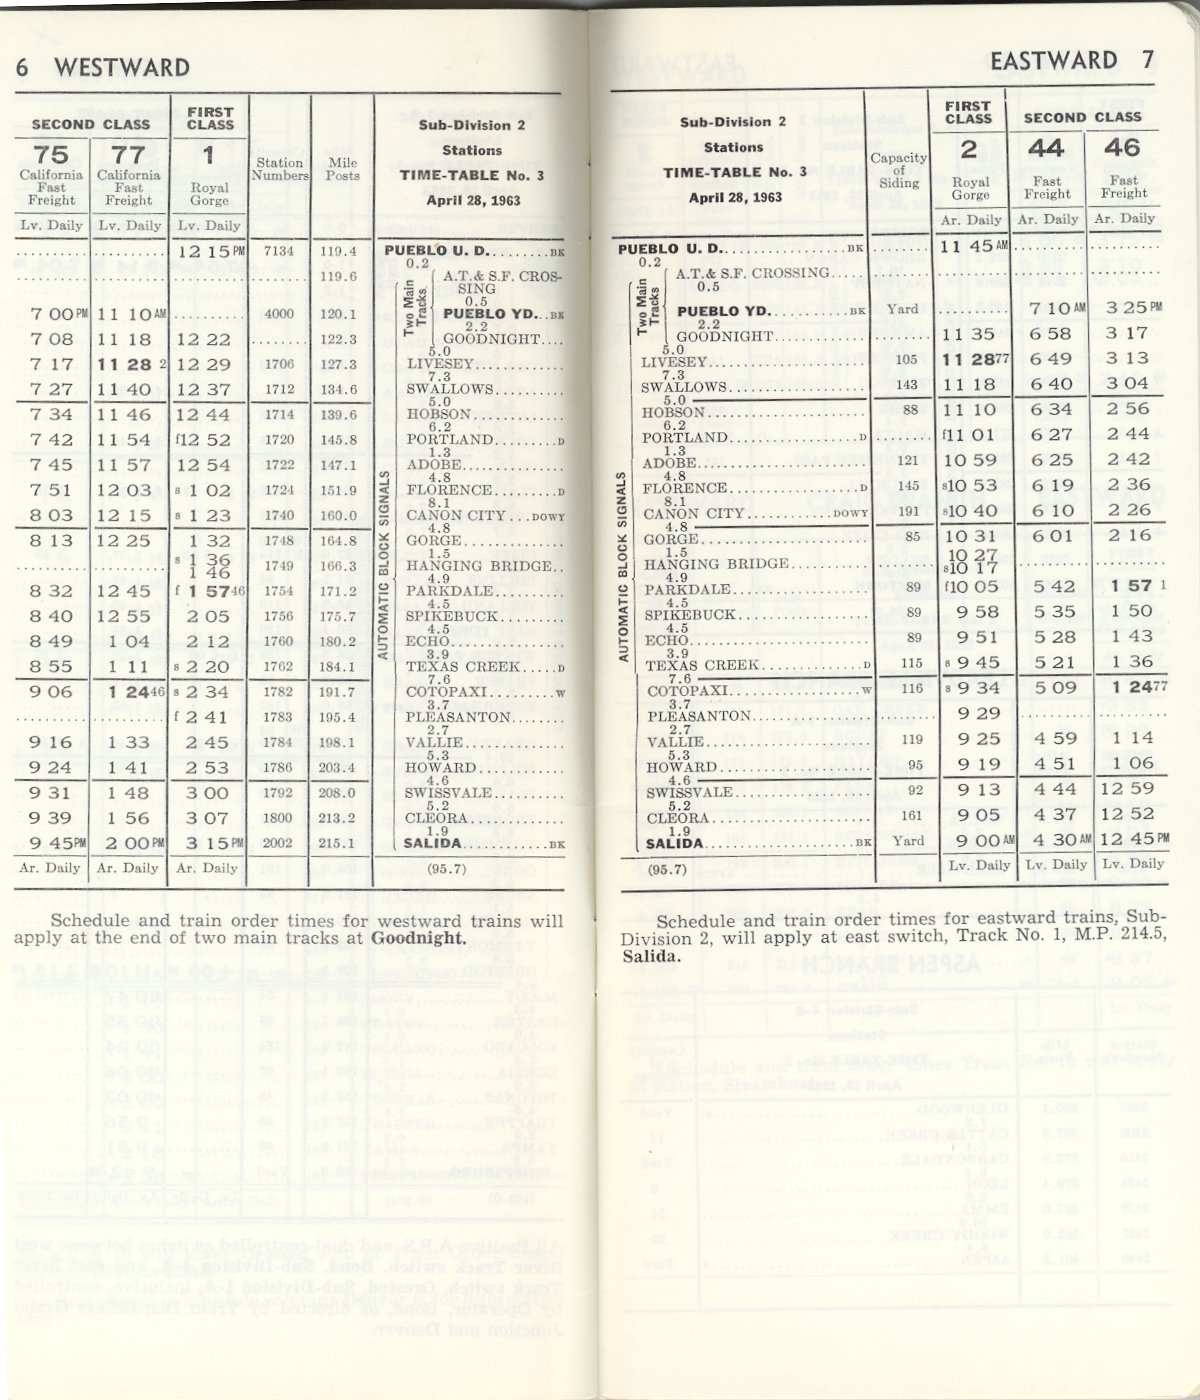 6 WESTWARD
SECOND CLASS FIRST CLASS Station Numbers Mile Posts Sub-Division 2
Stations
TIME-TABLE No. 3
April 28, 1963
75 77 1
California Fast Freight California Fast Freight Royal Gorge
Lv. Daily Lv. Daily Lv. Daily
12 15 PM 7134 119.4 PUEBLO U. D. BK
0.2
119.6 A.T. & S.F. CROS-
SING
0.5
7 00 PM 11 10 AM 4000 120.1 PUEBLO YD. BK
2.2
7 08 11 18 12 22 122.3 GOODNIGHT
Two Main Tracks
5.0
7 17 11 28 2 12 29 1706 127.3 LIVESEY
7.3
7 27 11 40 12 37 1712 134.6 SWALLOWS
5.0
7 34 11 46 12 44 1714 139.6 HOBSON
6.2
7 42 11 54 f12 52 1720 145.8 PORTLAND D
1.3
7 45 11 57 12 54 1722 147.1 ADOBE
4.8
7 51 12 03 s 1 02 1724 151.9 FLORENCE D
8.1
8 03 12 15 s 1 23 1740 160.0 CANON CITY DOWY
4.8
8 13 12 25 1 32 1748 164.8 GORGE
1.5
s 1 36
1 46 1749 166.3 HANGING BRIDGE
4.9
8 32 12 45 f 1 57 46 1754 171.2 PARKDALE
4.5
8 40 12 55 2 05 1756 175.7 SPIKEBUCK
4.5
8 49 1 04 2 12 1760 180.2 ECHO
3.9
8 55 1 11 s 2 20 1762 184.1 TEXAS CREEK D
7.6
9 06 1 24 46 s 2 34 1782 191.7 COTOPAXI W
3.7
f 2 41 1783 195.4 PLEASANTON
2.7
9 16 1 33 2 45 1784 198.1 VALLIE
5.3
9 24 1 41 2 53 1786 203.4 HOWARD
4.6
9 31 1 48 3 00 1792 208.0 SWISSVALE
5.2
9 39 1 56 3 07 1800 213.2 CLEORA
1.9
9 45 PM 2 00 PM 3 15 PM 2002 215.1 SALIDA BK
AUTOMATIC BLOCK SIGNALS
Ar. Daily Ar. Daily Ar. Daily (95.7)
Schedule and train order times for westward trains will
apply at the end of two main tracks at Goodnight.
EASTWARD 7
Sub-Division 2
Stations
TIME-TABLE No. 3
April 28, 1963
Capacity of Siding FIRST CLASS SECOND CLASS
2 44 46
Royal Gorge Fast Freight Fast Freight
Ar. Daily Ar. Daily Ar. Daily
PUEBLO U. D. BK 11 45 AM
0.2
A.T. & S.F. CROSSING
0.5
PUEBLO YD. BK Yard 7 10 AM 3 25 PM
2.2
GOODNIGHT 11 35 6 58 3 17
Two Main Tracks
5.0
LIVESEY 105 11 28 77 6 49 3 13
7.3
SWALLOWS 143 11 18 6 40 3 04
5.0
HOBSON 88 11 10 6 34 2 56
6.2
PORTLAND D f11 01 6 27 2 44
1.3
ADOBE 121 10 59 6 25 2 42
4.8
FLORENCE D 145 s10 53 6 19 2 36
8.1
CANON CITY DOWY 191 s10 40 6 10 2 26
4.8
GORGE 85 10 31 6 01 2 16
1.5
HANGING BRIDGE 10 27
s10 17
4.9
PARKDALE 89 f10 05 5 42 1 57 1
4.5
SPIKEBUCK 89 9 58 5 35 1 50
4.5
ECHO 89 9 51 5 28 1 43
3.9
TEXAS CREEK D 115 s 9 45 5 21 1 36
7.6
COTOPAXI W 116 s 9 34 5 09 1 24 77
3.7
PLEASANTON 9 29
2.7
VALLIE 119 9 25 4 59 1 14
5.3
HOWARD 95 9 19 4 51 1 06
4.6
SWISSVALE 92 9 13 4 44 12 59
5.2
CLEORA 161 9 05 4 37 12 52
1.9
SALIDA BK Yard 9 00 AM 4 30 AM 12 45 PM
AUTOMATIC BLOCK SIGNALS
(95.7) Lv. Daily Lv. Daily Lv. Daily
Schedule and train order times for eastward trains, Sub-
Division 2, will apply at east switch, Track No. 1, M.P. 214.5,
Salida.